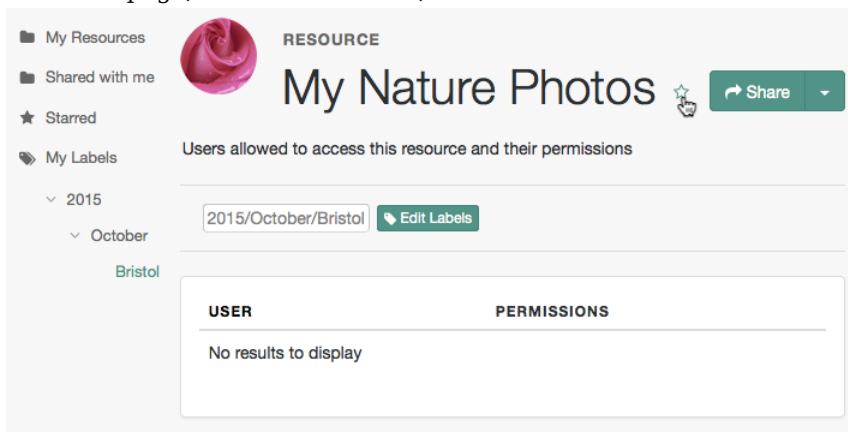 My Resources
Shared with me
Starred
My Labels
2015
October
Bristol
RESOURCE
My Nature Photos
Share
Users allowed to access this resource and their permissions
2015/October/Bristol
Edit Labels
USER PERMISSIONS
No results to display